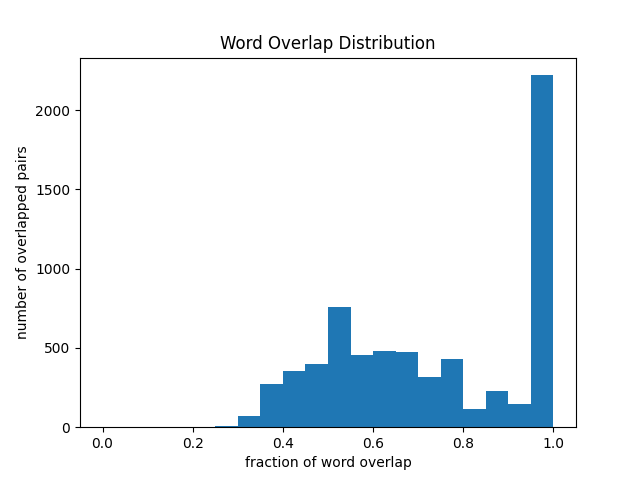 Word Overlap Distribution
number of overlapped pairs
2000
1500
1000
500
0
0.0 0.2 0.4 0.6 0.8 1.0
fraction of word overlap